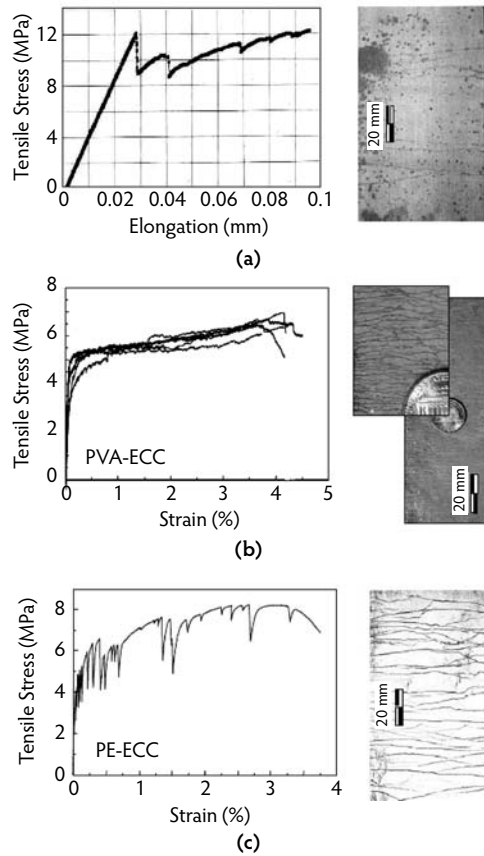 Tensile Stress (MPa)
12
8
4
0
0
0.02
0.04
0.06
0.08
0.1
Elongation (mm)
20 mm
(a)
Tensile Stress (MPa)
8
6
4
2
0
PVA-ECC
0
1
2
3
4
5
Strain (%)
20 mm
(b)
Tensile Stress (MPa)
8
6
4
2
0
PE-ECC
0
1
2
3
4
Strain (%)
20 mm
(c)